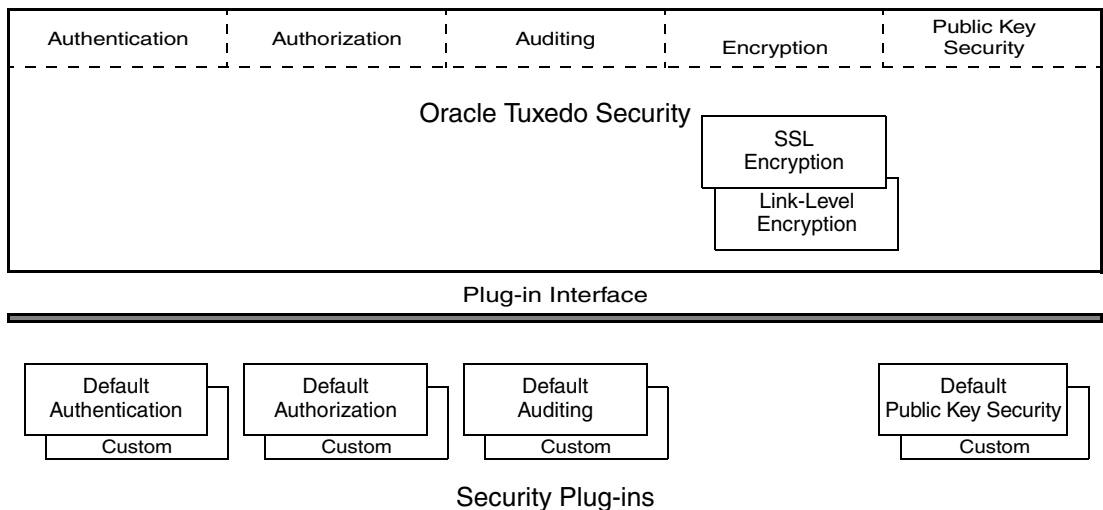 Authentication
Authorization
Auditing
Encryption
Public Key
Security
Oracle Tuxedo Security
SSL
Encryption
Link-Level
Encryption
Plug-in Interface
Default
Authentication
Custom
Default
Authorization
Custom
Default
Auditing
Custom
Default
Public Key Security
Custom
Security Plug-ins